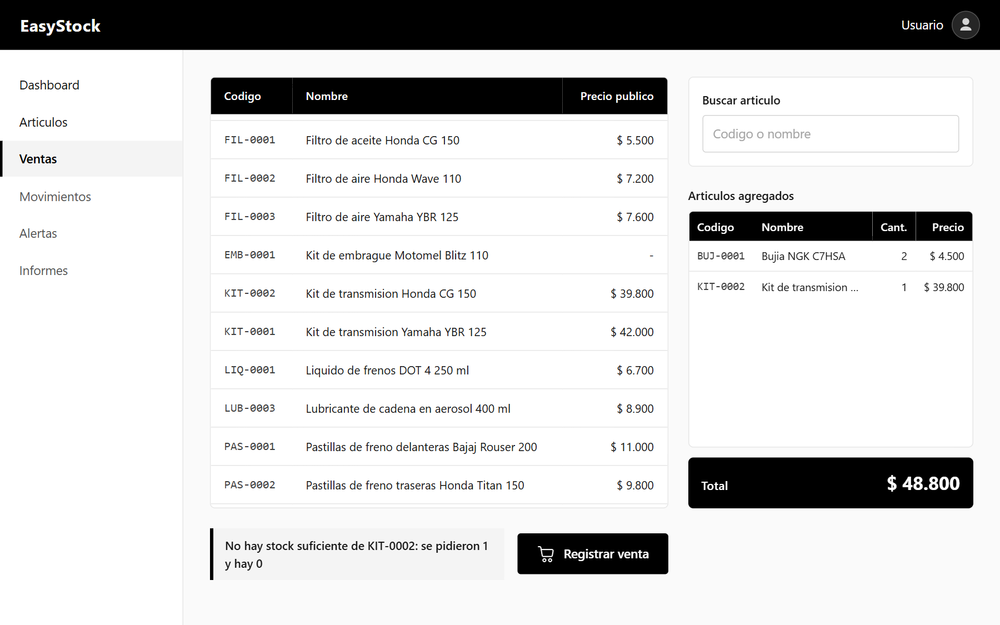 EasyStock
Usuario
Dashboard
Articulos
Ventas
Movimientos
Alertas
Informes
Codigo Nombre Precio publico
FIL-0001 Filtro de aceite Honda CG 150 $ 5.500
FIL-0002 Filtro de aire Honda Wave 110 $ 7.200
FIL-0003 Filtro de aire Yamaha YBR 125 $ 7.600
EMB-0001 Kit de embrague Motomel Blitz 110 -
KIT-0002 Kit de transmision Honda CG 150 $ 39.800
KIT-0001 Kit de transmision Yamaha YBR 125 $ 42.000
LIQ-0001 Liquido de frenos DOT 4 250 ml $ 6.700
LUB-0003 Lubricante de cadena en aerosol 400 ml $ 8.900
PAS-0001 Pastillas de freno delanteras Bajaj Rouser 200 $ 11.000
PAS-0002 Pastillas de freno traseras Honda Titan 150 $ 9.800
No hay stock suficiente de KIT-0002: se pidieron 1
y hay 0
Registrar venta
Buscar articulo
Codigo o nombre
Articulos agregados
Codigo Nombre Cant. Precio
BUJ-0001 Bujia NGK C7HSA 2 $ 4.500
KIT-0002 Kit de transmision ... 1 $ 39.800
Total $ 48.800